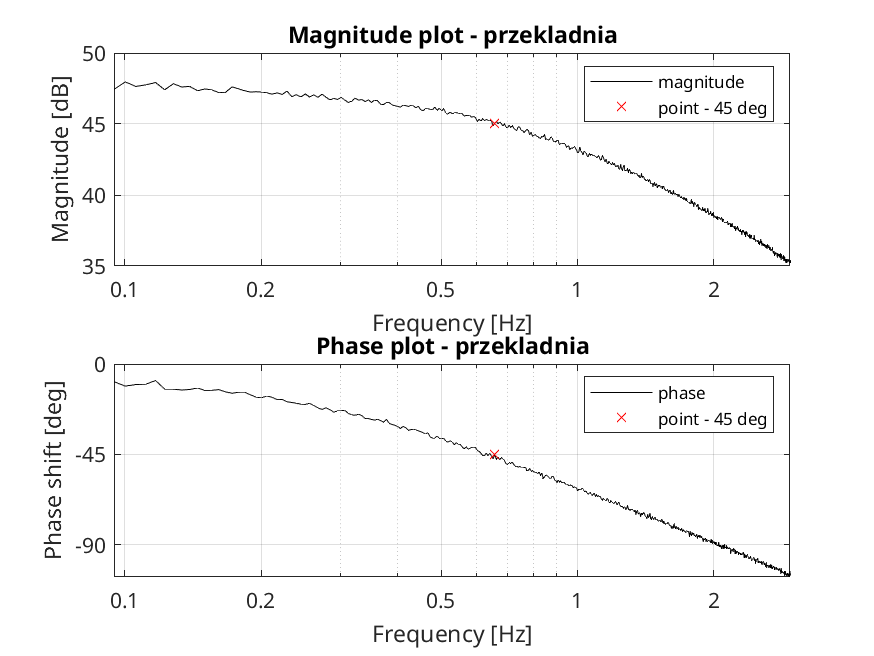 Magnitude plot - przekladnia
Magnitude [dB]
50
45
40
35
magnitude
point - 45 deg
0.1 0.2 0.5 1 2
Frequency [Hz]
Phase plot - przekladnia
Phase shift [deg]
0
-45
-90
phase
point - 45 deg
0.1 0.2 0.5 1 2
Frequency [Hz]